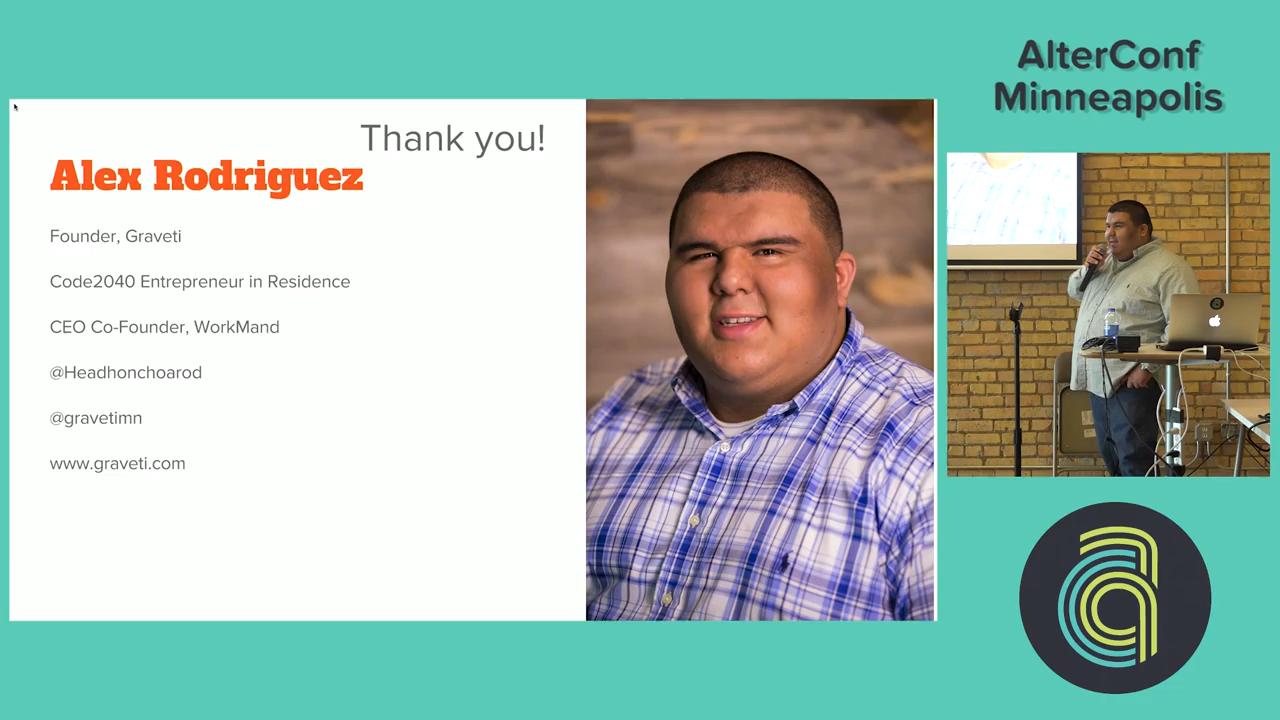 AlterConf
Minneapolis
Thank you!
Alex Rodriguez
Founder, Graveti
Code2040 Entrepreneur in Residence
CEO Co-Founder, WorkMand
@Headhonchoarod
@gravetimn
www.graveti.com